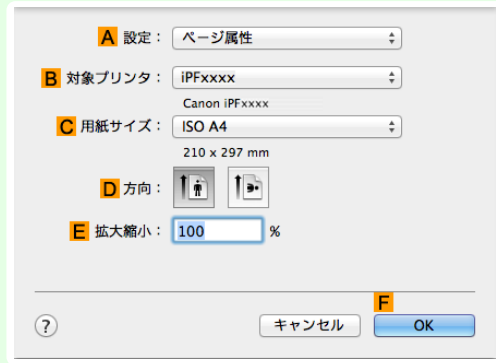 A 設定： ページ属性
B 対象プリンタ： iPFxxxx
Canon iPFxxxx
C 用紙サイズ： ISO A4
210 x 297 mm
D 方向：
E 拡大縮小： 100 %
F
? キャンセル OK